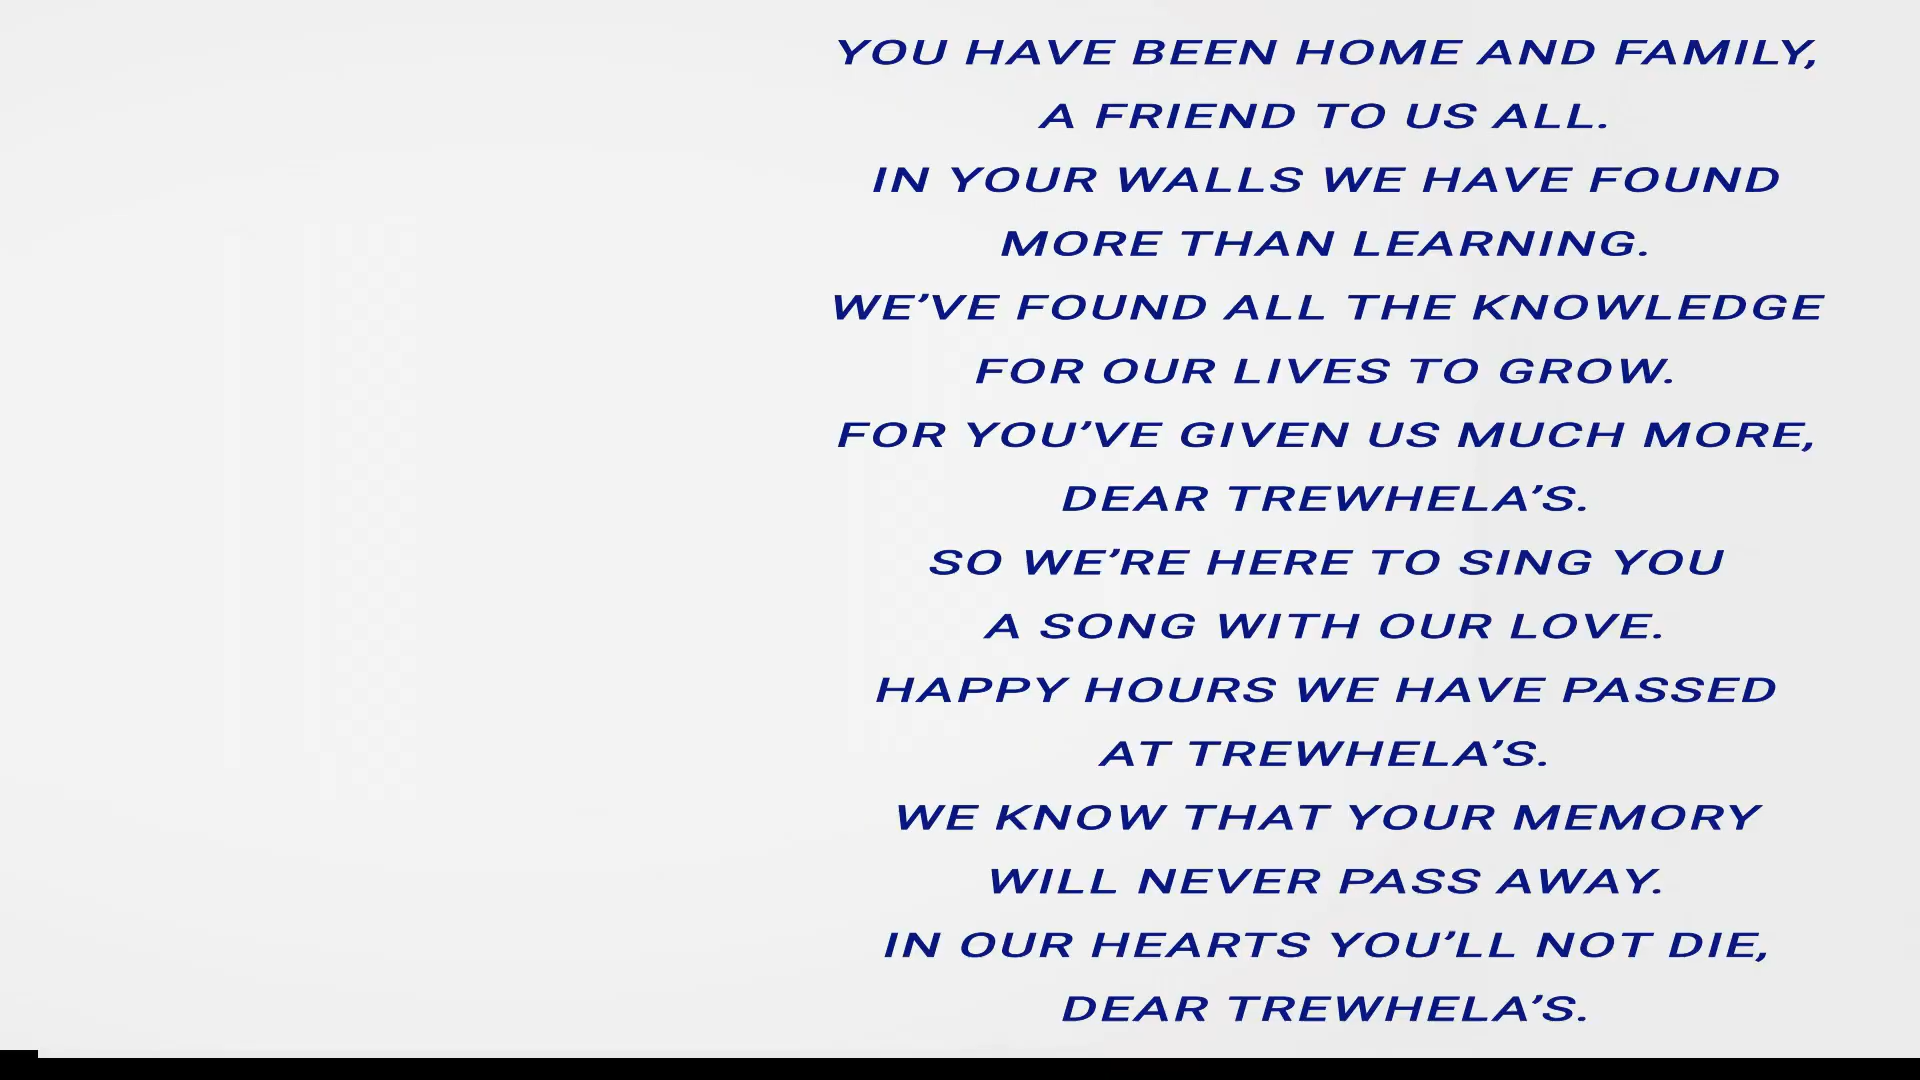 YOU HAVE BEEN HOME AND FAMILY,
A FRIEND TO US ALL.
IN YOUR WALLS WE HAVE FOUND
MORE THAN LEARNING.
WE’VE FOUND ALL THE KNOWLEDGE
FOR OUR LIVES TO GROW.
FOR YOU’VE GIVEN US MUCH MORE,
DEAR TREWHELA’S.
SO WE’RE HERE TO SING YOU
A SONG WITH OUR LOVE.
HAPPY HOURS WE HAVE PASSED
AT TREWHELA’S.
WE KNOW THAT YOUR MEMORY
WILL NEVER PASS AWAY.
IN OUR HEARTS YOU’LL NOT DIE,
DEAR TREWHELA’S.